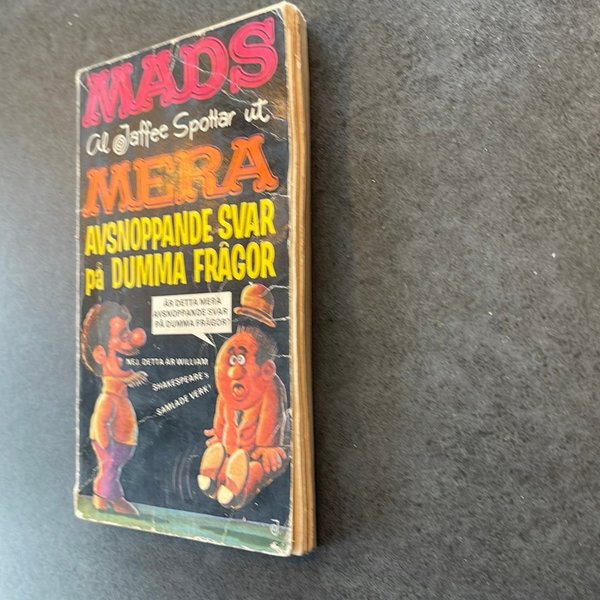 MADS
Al Jaffee Spottar ut
MERA
AVSNOPPANDE SVAR
på DUMMA FRÅGOR
ÄR DETTA MERA
AVSNOPPANDE SVAR
PÅ DUMMA FRÅGOR?
NEJ, DETTA ÄR WILLIAM
SHAKESPEARE's
SAMLADE VERK!